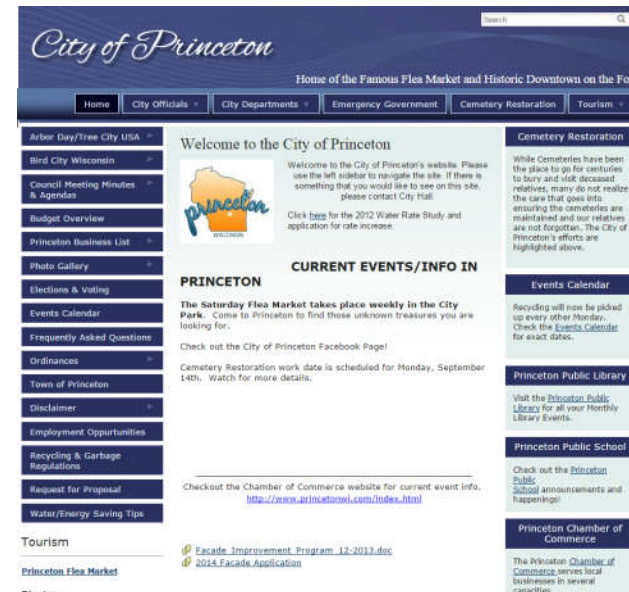 Search
City of Princeton
Home of the Famous Flea Market and Historic Downtown on the Fo
Home
City Officials
City Departments
Emergency Government
Cemetery Restoration
Tourism
Arbor Day/Tree City USA
Bird City Wisconsin
Council Meeting Minutes
& Agendas
Budget Overview
Princeton Business List
Photo Gallery
Elections & Voting
Events Calendar
Frequently Asked Questions
Ordinances
Town of Princeton
Disclaimer
Employment Oppurtunities
Recycling & Garbage
Regulations
Request for Proposal
Water/Energy Saving Tips
Tourism
Princeton Flea Market
Welcome to the City of Princeton
princeton
WISCONSIN
Welcome to the City of Princeton's website. Please
use the left sidebar to navigate the site. If there is
something that you would like to see on this site,
please contact City Hall.
Click here for the 2012 Water Rate Study and
application for rate increase.
CURRENT EVENTS/INFO IN
PRINCETON
The Saturday Flea Market takes place weekly in the City
Park. Come to Princeton to find those unknown treasures you are
looking for.
Check out the City of Princeton Facebook Page!
Cemetery Restoration work date is scheduled for Monday, September
14th. Watch for more details.
Checkout the Chamber of Commerce website for current event info.
http://www.princetonwi.com/index.html
Facade Improvement Program 12-2013.doc
2014 Facade Application
Cemetery Restoration
While Cemeteries have been
the place to go for centuries
to bury and visit deceased
relatives, many do not realize
the care that goes into
ensuring the cemeteries are
maintained and our relatives
are not forgotten. The City of
Princeton's efforts are
highlighted above.
Events Calendar
Recycling will now be picked
up every other Monday.
Check the Events Calendar
for exact dates.
Princeton Public Library
Visit the Princeton Public
Library for all your Monthly
Library Events.
Princeton Public School
Check out the Princeton
Public
School announcements and
happenings!
Princeton Chamber of
Commerce
The Princeton Chamber of
Commerce serves local
businesses in several